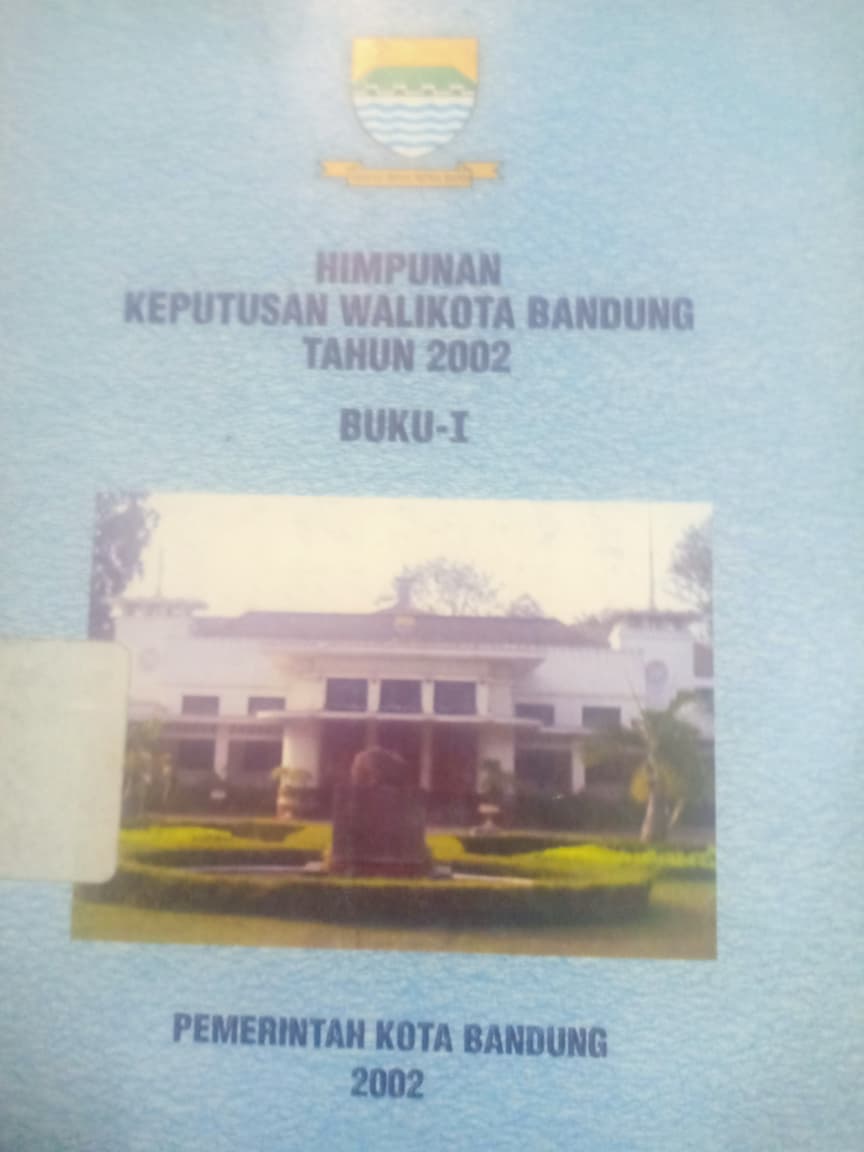 HIMPUNAN
KEPUTUSAN WALIKOTA BANDUNG
TAHUN 2002
BUKU-I
PEMERINTAH KOTA BANDUNG
2002